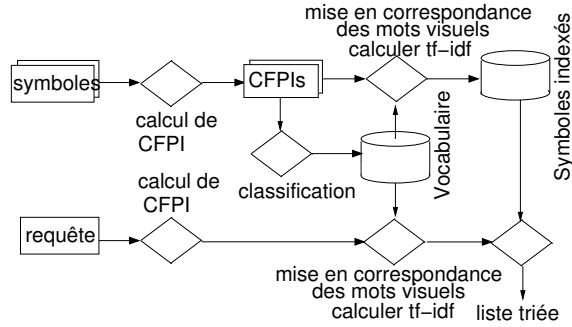 mise en correspondance
des mots visuels
calculer tf-idf
symboles
CFPIs
calcul de
CFPI
Symboles indexés
Vocabulaire
classification
calcul de
CFPI
requête
mise en correspondance
des mots visuels
calculer tf-idf
liste triée